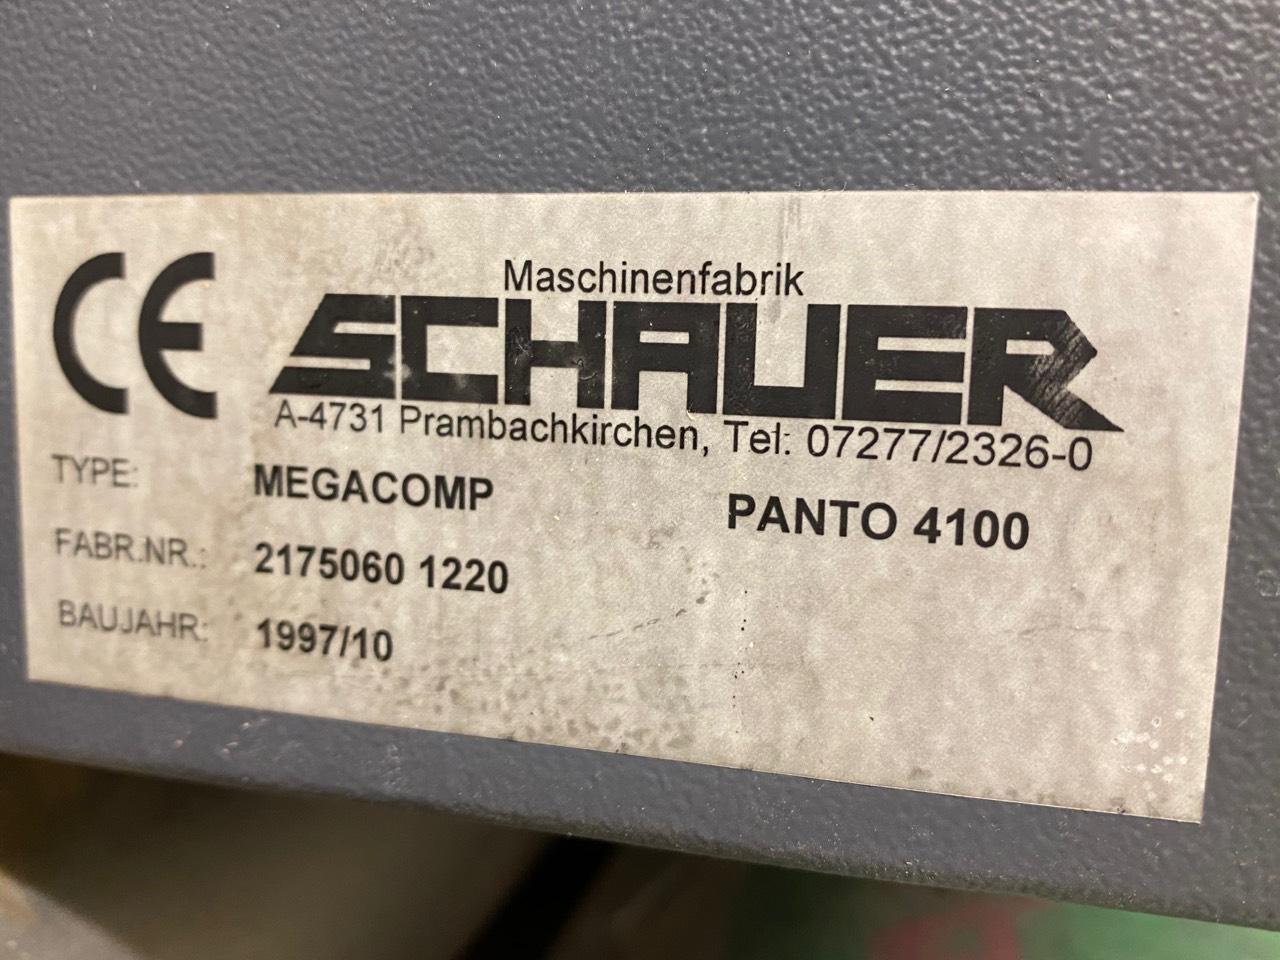 CE
Maschinenfabrik
SCHAUER
A-4731 Prambachkirchen, Tel: 07277/2326-0
TYPE: MEGACOMP PANTO 4100
FABR.NR.: 2175060 1220
BAUJAHR: 1997/10